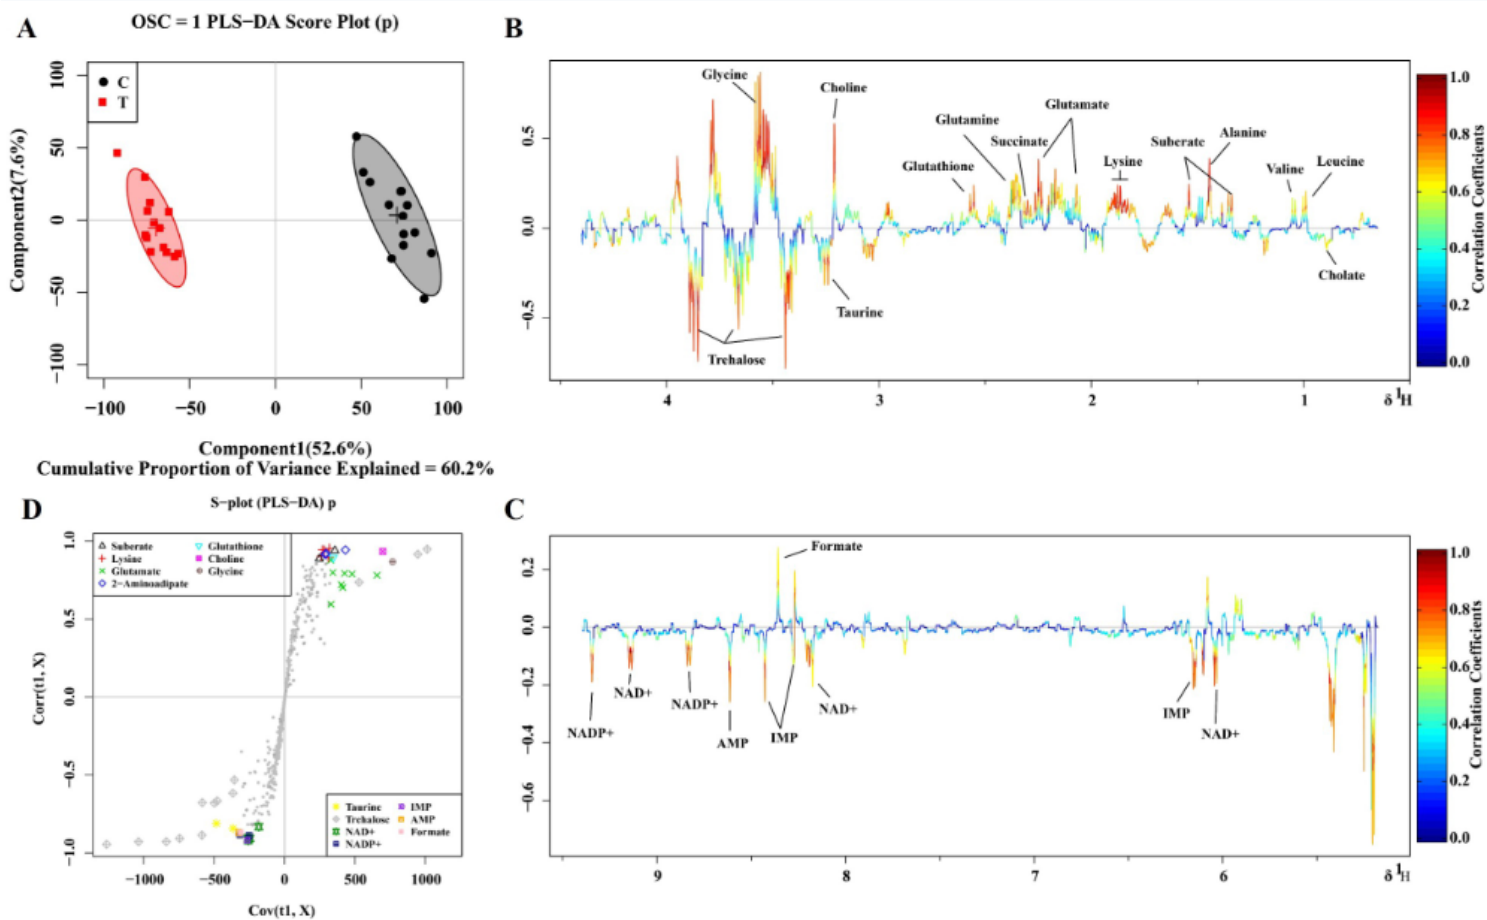 A
OSC = 1 PLS−DA Score Plot (p)
C
T
Component2(7.6%)
100
50
0
−50
−100
−100
−50
0
50
100
Component1(52.6%)
Cumulative Proportion of Variance Explained = 60.2%
B
Glycine
Choline
Glutamine
Glutamate
Succinate
Glutathione
Lysine
Suberate
Alanine
Valine
Leucine
Cholate
Taurine
Trehalose
0.5
0.0
−0.5
4
3
2
1
δ ¹H
1.0
0.8
0.6
0.4
0.2
0.0
Correlation Coefficients
D
S−plot (PLS−DA) p
Suberate
Lysine
Glutamate
2−Aminoadipate
Glutathione
Choline
Glycine
Taurine
Trehalose
NAD+
NADP+
IMP
AMP
Formate
Corr(t1, X)
1.0
0.5
0.0
−0.5
−1.0
−1000
−500
0
500
1000
Cov(t1, X)
C
Formate
NADP+
NAD+
NADP+
AMP
IMP
NAD+
IMP
NAD+
0.2
0.0
−0.2
−0.4
−0.6
9
8
7
6
δ ¹H
1.0
0.8
0.6
0.4
0.2
0.0
Correlation Coefficients